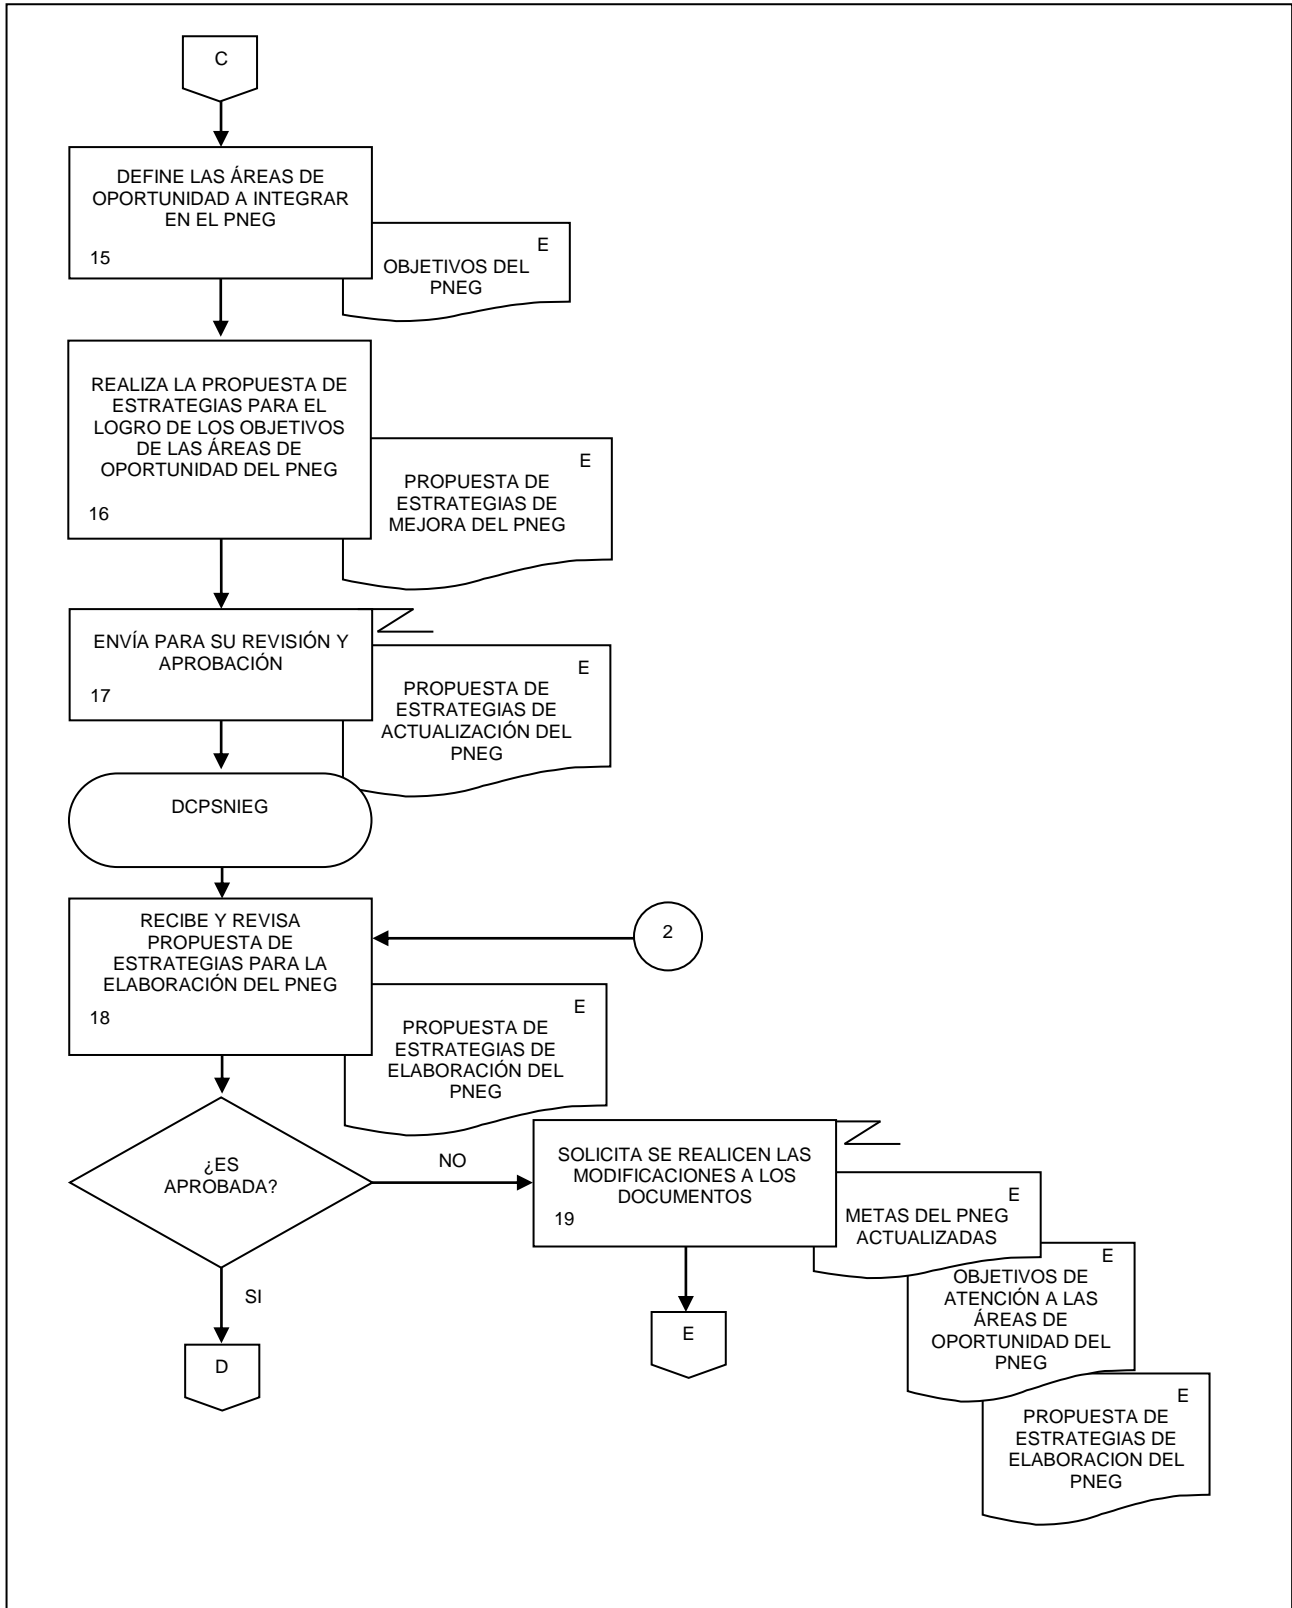 C
DEFINE LAS ÁREAS DE
OPORTUNIDAD A INTEGRAR
EN EL PNEG
15
E
OBJETIVOS DEL
PNEG
REALIZA LA PROPUESTA DE
ESTRATEGIAS PARA EL
LOGRO DE LOS OBJETIVOS
DE LAS ÁREAS DE
OPORTUNIDAD DEL PNEG
16
E
PROPUESTA DE
ESTRATEGIAS DE
MEJORA DEL PNEG
ENVÍA PARA SU REVISIÓN Y
APROBACIÓN
17
E
PROPUESTA DE
ESTRATEGIAS DE
ACTUALIZACIÓN DEL
PNEG
DCPSNIEG
RECIBE Y REVISA
PROPUESTA DE
ESTRATEGIAS PARA LA
ELABORACIÓN DEL PNEG
18
2
E
PROPUESTA DE
ESTRATEGIAS DE
ELABORACIÓN DEL
PNEG
¿ES
APROBADA?
NO
SOLICITA SE REALICEN LAS
MODIFICACIONES A LOS
DOCUMENTOS
19
E
METAS DEL PNEG
ACTUALIZADAS
E
OBJETIVOS DE
ATENCIÓN A LAS
ÁREAS DE
OPORTUNIDAD DEL
PNEG
E
PROPUESTA DE
ESTRATEGIAS DE
ELABORACION DEL
PNEG
SI
D
E